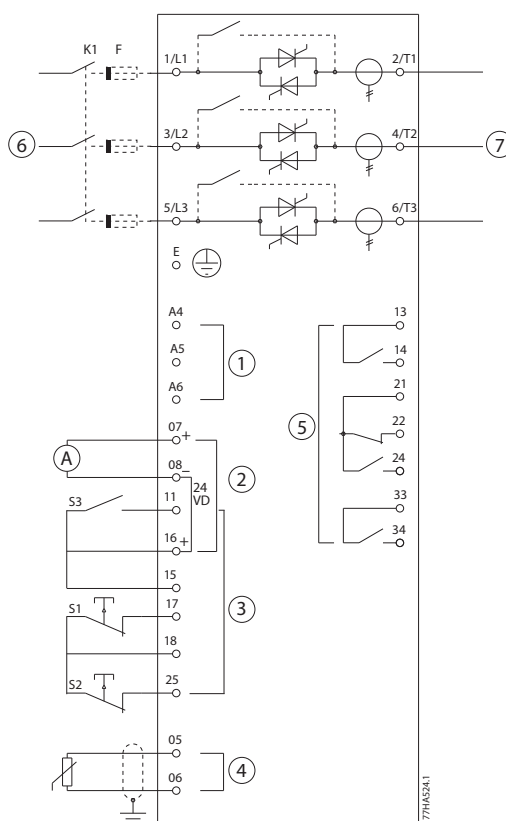 K1 F 1/L1 2/T1
6 3/L2 4/T2 7
5/L3 6/T3
E
A4 13
A5 1 14
A6 21
5 22
07 + 24
A 08 - 2
24
VD
S3 11 33
16 + 34
15
S1 17 3
18
S2 25
05
4
06
77HA524.1